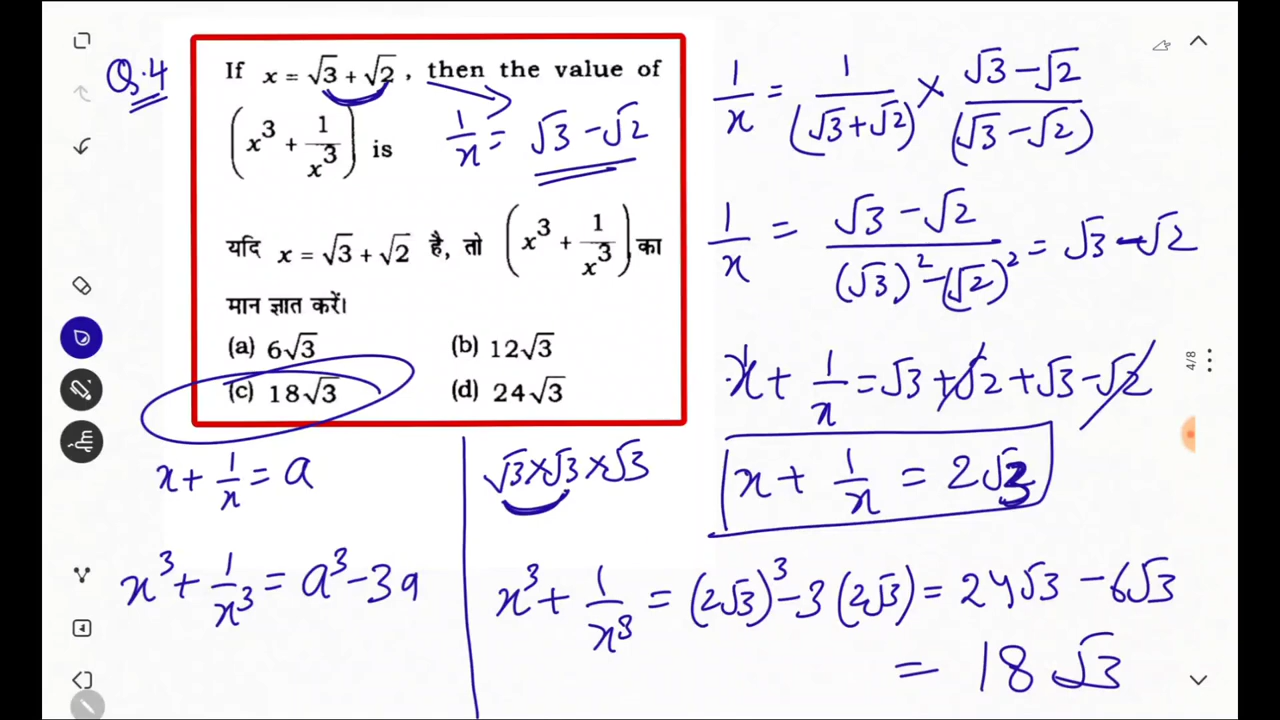 Q.4
If x = √3 + √2 , then the value of
(x³ + 1/x³) is
1/x = √3 - √2
यदि x = √3 + √2 है, तो (x³ + 1/x³) का
मान ज्ञात करें।
(a) 6√3 (b) 12√3
(c) 18√3 (d) 24√3
x + 1/x = a
x³ + 1/x³ = a³ - 3a
1/x = 1/(√3 + √2) × (√3 - √2)/(√3 - √2)
1/x = (√3 - √2)/((√3)² - (√2)²) = √3 - √2
x + 1/x = √3 + √2 + √3 - √2
x + 1/x = 2√3
√3 × √3 × √3
x³ + 1/x³ = (2√3)³ - 3(2√3) = 24√3 - 6√3
= 18√3
4/8